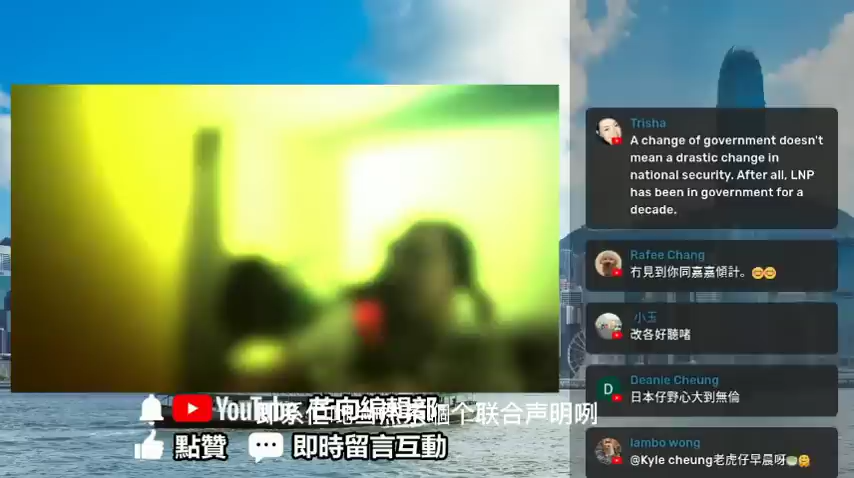 Trisha
A change of government doesn't
mean a drastic change in
national security. After all, LNP
has been in government for a
decade.
Rafee Chang
冇見到你同嘉嘉傾計。😊😊
小玉
改各好聽啫
Deanie Cheung
D
日本仔野心大到無倫
lambo wong
@Kyle cheung老虎仔早晨呀🍵🤗
YouTube
个联合声明咧
點贊
即時留言互動